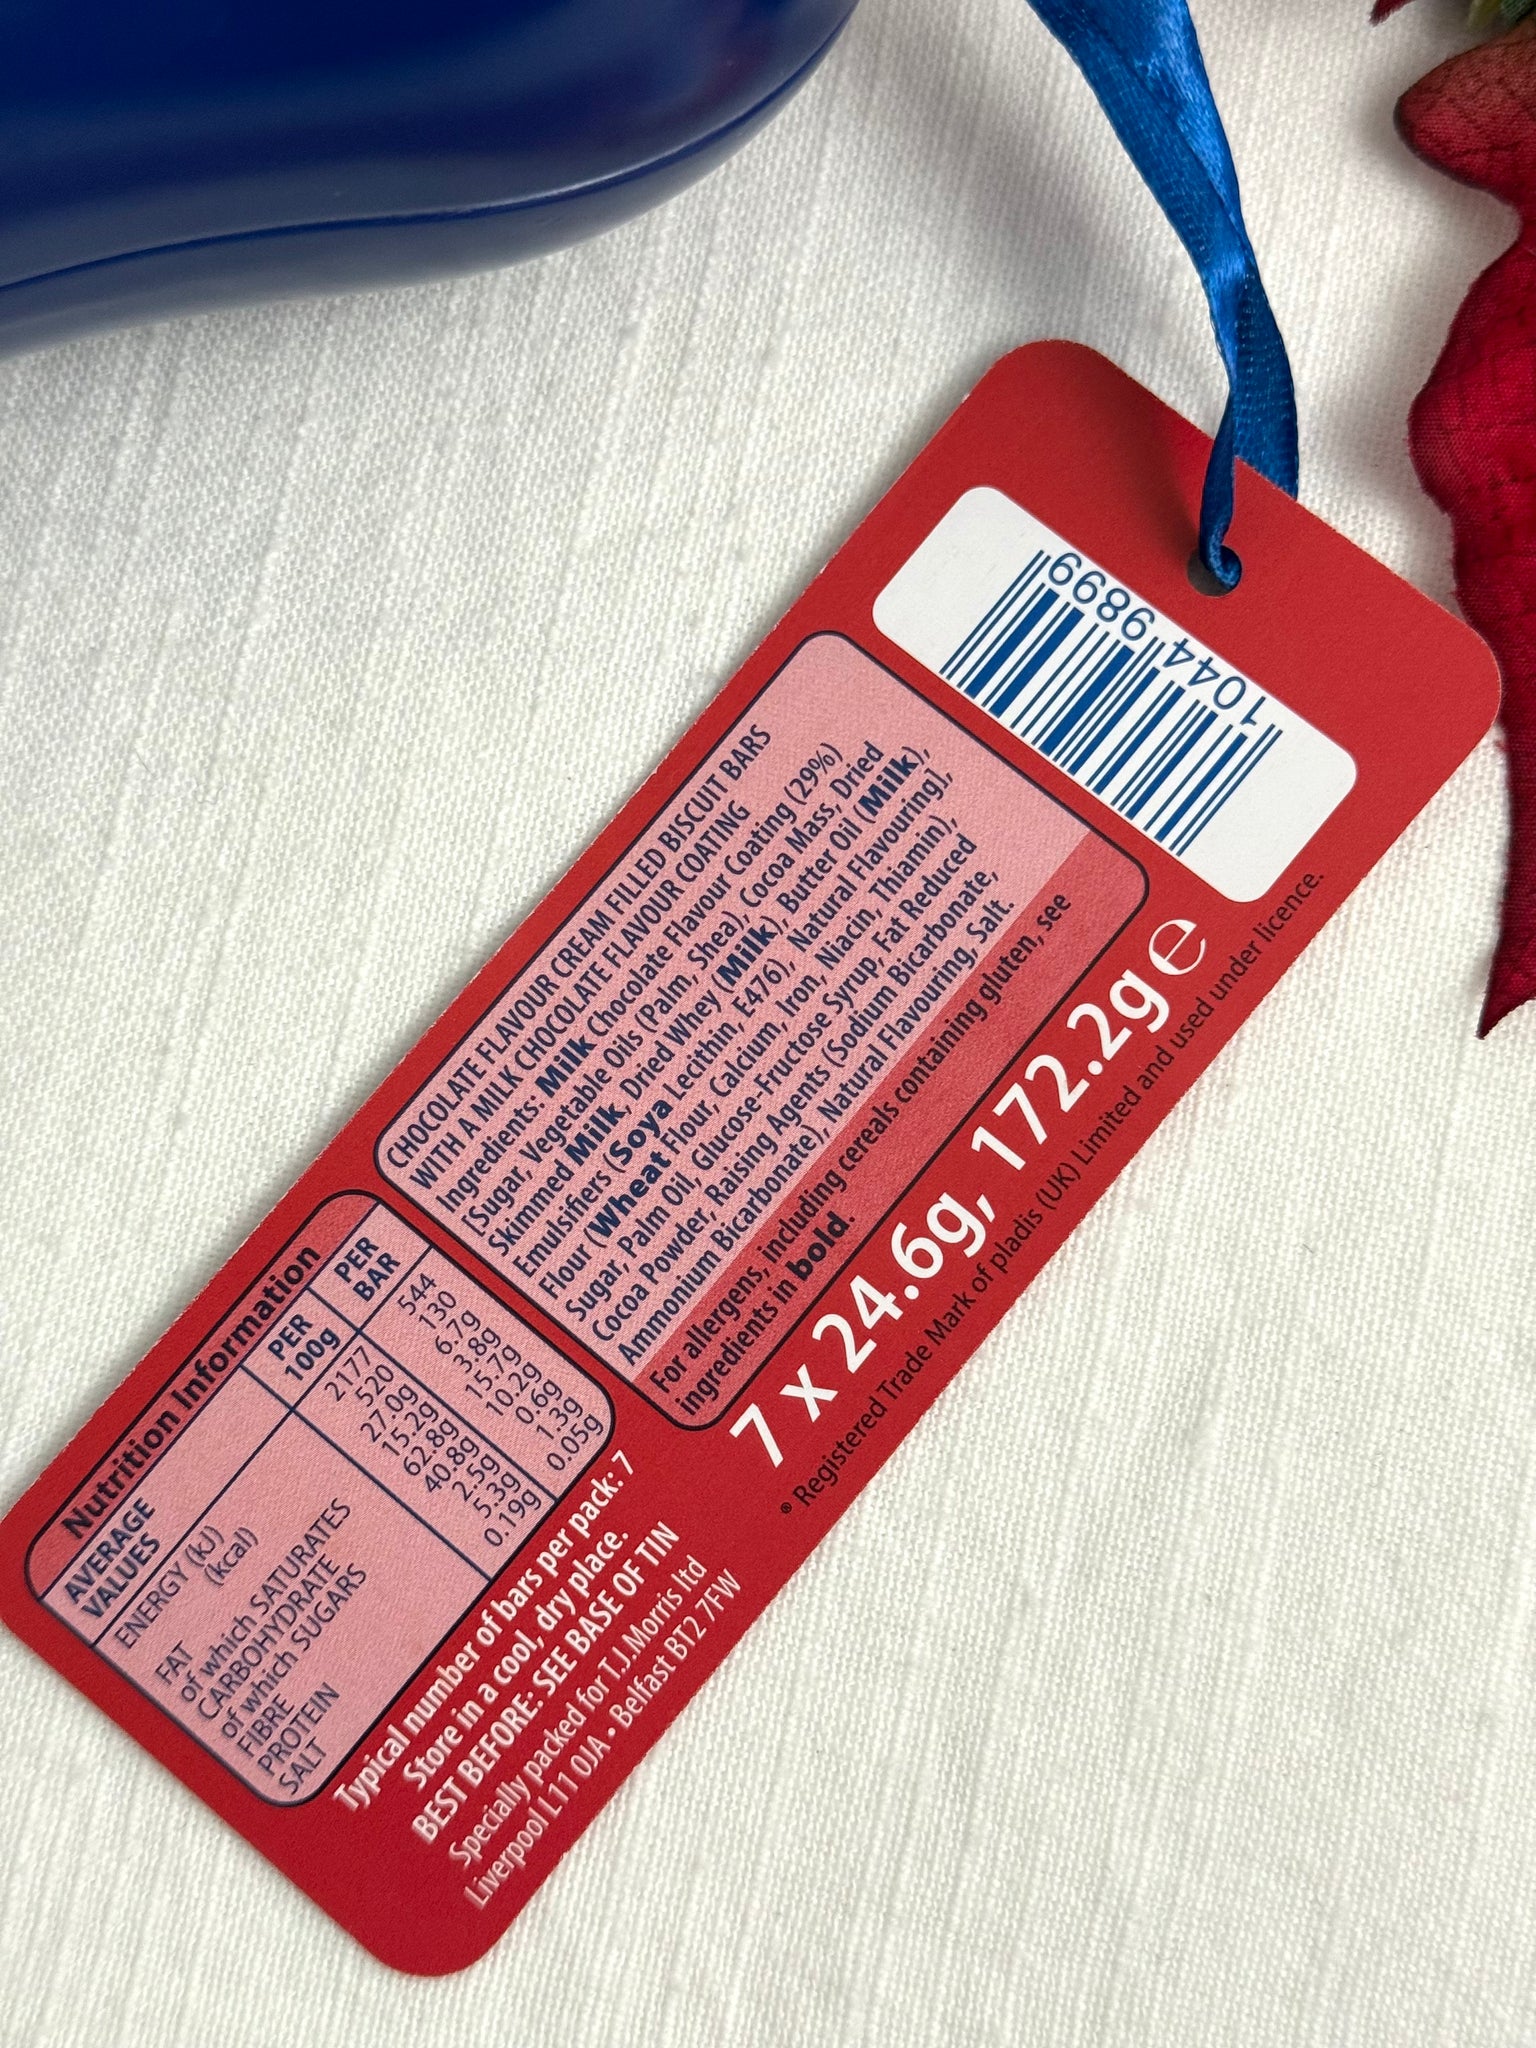 1044 9899
CHOCOLATE FLAVOUR CREAM FILLED BISCUIT BARS
WITH A MILK CHOCOLATE FLAVOUR COATING
Ingredients: Milk Chocolate Flavour Coating (29%)
[Sugar, Vegetable Oils (Palm, Shea), Cocoa Mass, Dried
Skimmed Milk, Dried Whey (Milk), Butter Oil (Milk),
Emulsifiers (Soya Lecithin, E476), Natural Flavouring],
Flour (Wheat Flour, Calcium, Iron, Niacin, Thiamin),
Sugar, Palm Oil, Glucose-Fructose Syrup, Fat Reduced
Cocoa Powder, Raising Agents (Sodium Bicarbonate,
Ammonium Bicarbonate), Natural Flavouring, Salt.
For allergens, including cereals containing gluten, see
ingredients in bold.
7 x 24.6g, 172.2g e
® Registered Trade Mark of pladis (UK) Limited and used under licence.
Nutrition Information
AVERAGE VALUES PER 100g PER BAR
ENERGY (kJ) 2177 544
(kcal) 520 130
FAT 27.0g 6.7g
of which SATURATES 15.2g 3.8g
CARBOHYDRATE 62.8g 15.7g
of which SUGARS 40.8g 10.2g
FIBRE 2.5g 0.6g
PROTEIN 5.3g 1.3g
SALT 0.19g 0.05g
Typical number of bars per pack: 7
Store in a cool, dry place.
BEST BEFORE: SEE BASE OF TIN
Specially packed for T.J.Morris ltd
Liverpool L11 0JA • Belfast BT2 7FW